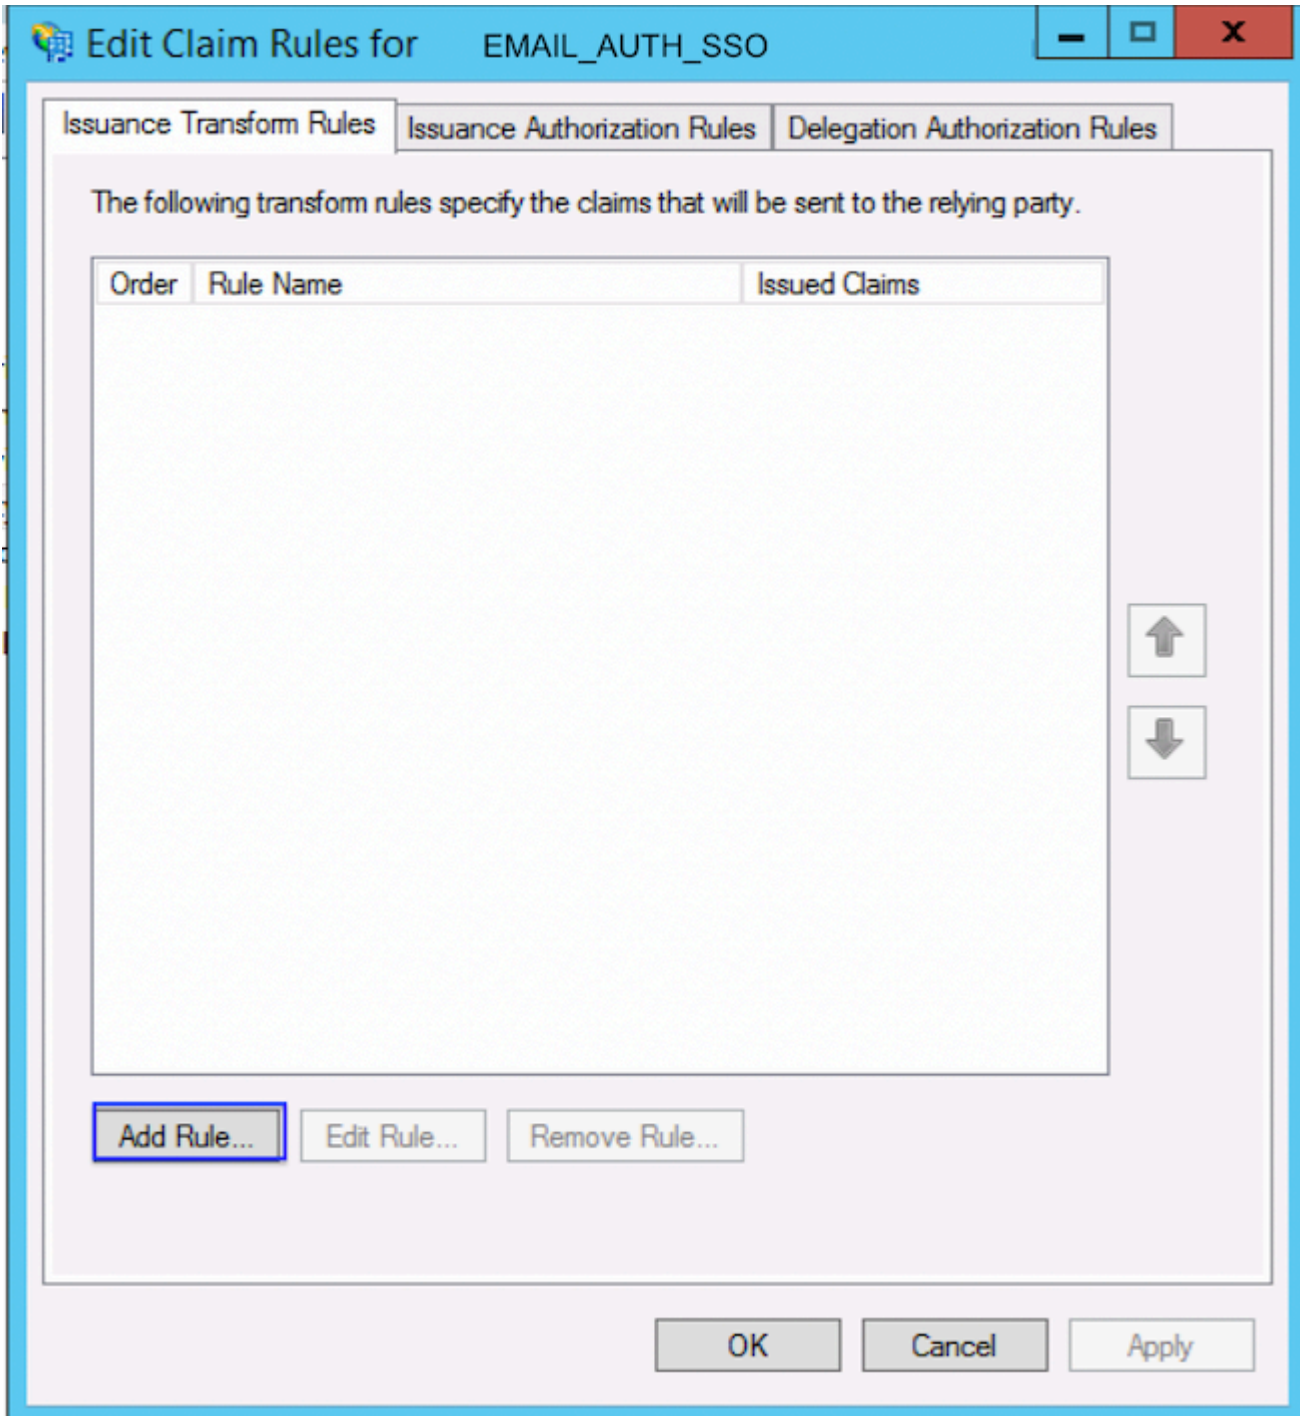 Edit Claim Rules for EMAIL_AUTH_SSO
Issuance Transform Rules Issuance Authorization Rules Delegation Authorization Rules
The following transform rules specify the claims that will be sent to the relying party.
Order Rule Name Issued Claims
Add Rule... Edit Rule... Remove Rule...
OK Cancel Apply